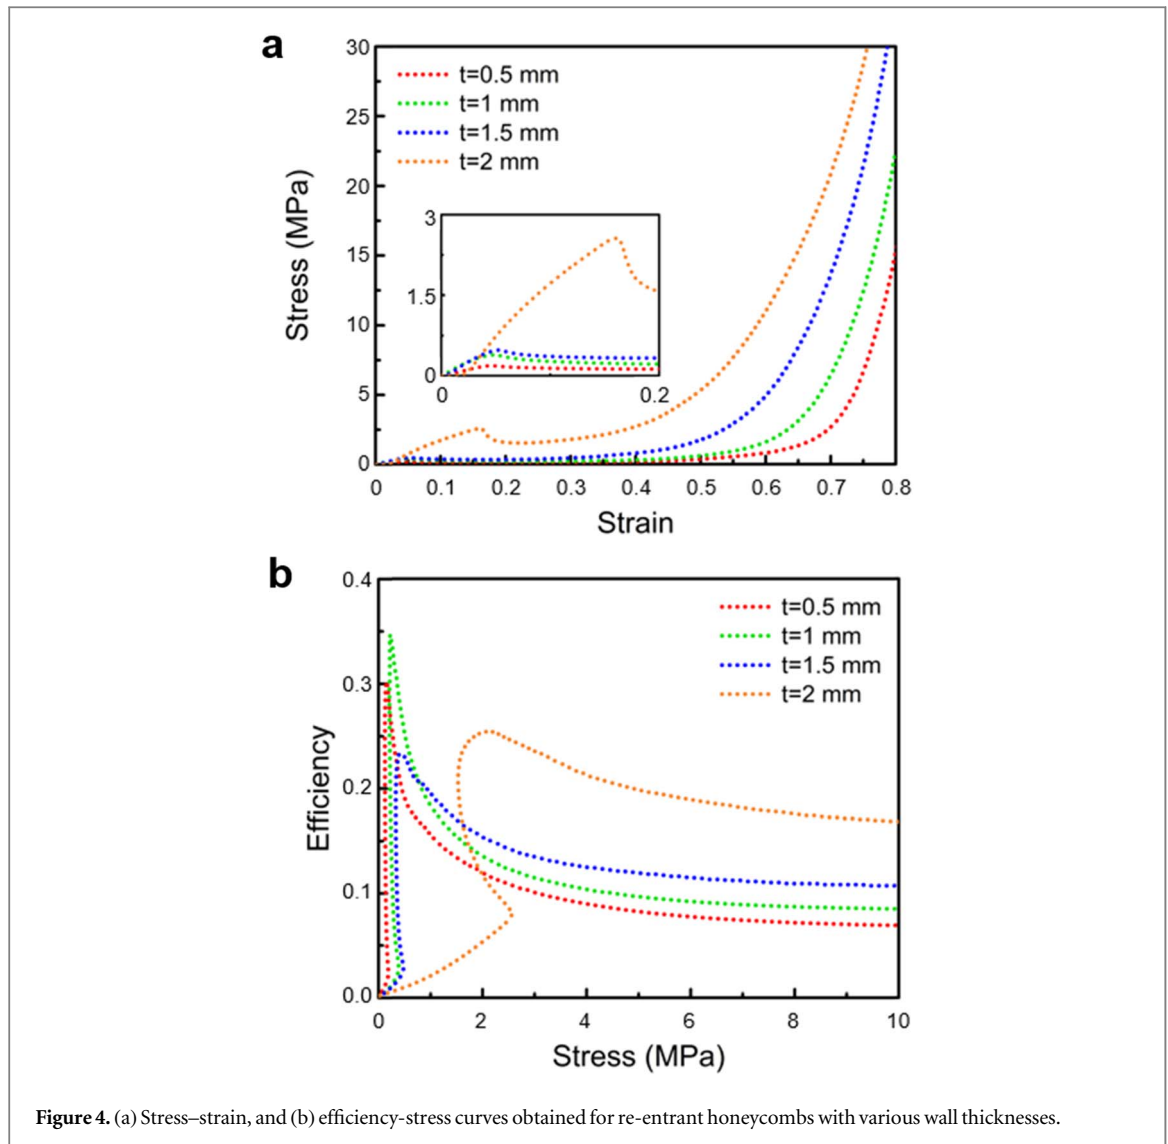 a
30
25
20
15
10
5
0
Stress (MPa)
t=0.5 mm
t=1 mm
t=1.5 mm
t=2 mm
3
1.5
0
0
0.2
0
0.1
0.2
0.3
0.4
0.5
0.6
0.7
0.8
Strain
b
0.4
0.3
0.2
0.1
0.0
Efficiency
t=0.5 mm
t=1 mm
t=1.5 mm
t=2 mm
0
2
4
6
8
10
Stress (MPa)
Figure 4. (a) Stress–strain, and (b) efficiency-stress curves obtained for re-entrant honeycombs with various wall thicknesses.